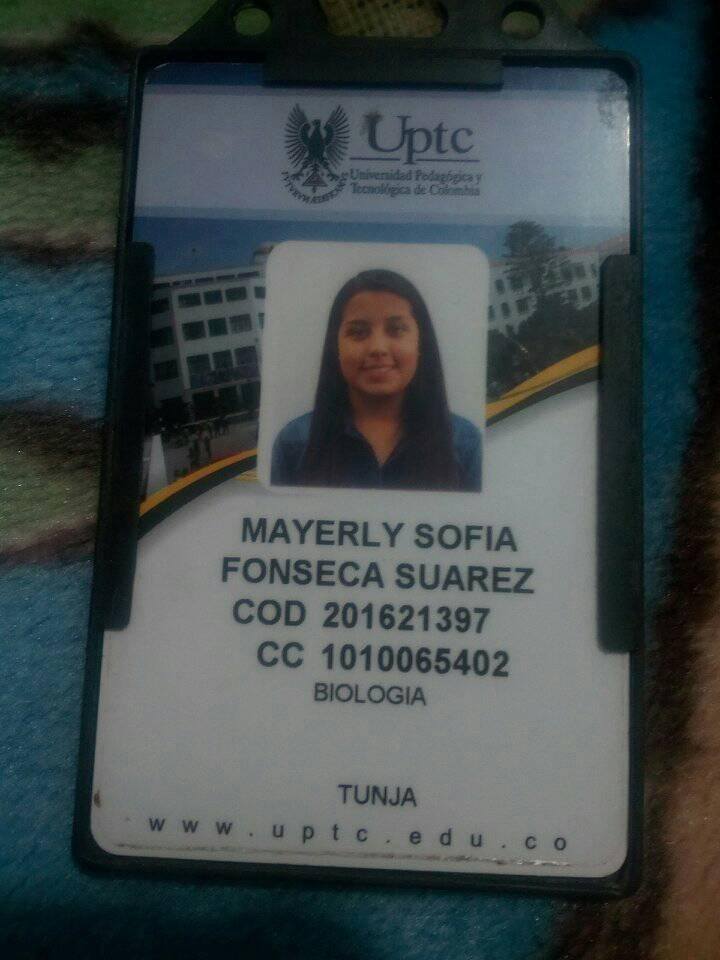 Uptc
Universidad Pedagógica y
Tecnológica de Colombia
MAYERLY SOFIA
FONSECA SUAREZ
COD 201621397
CC 1010065402
BIOLOGIA
TUNJA
www.uptc.edu.co